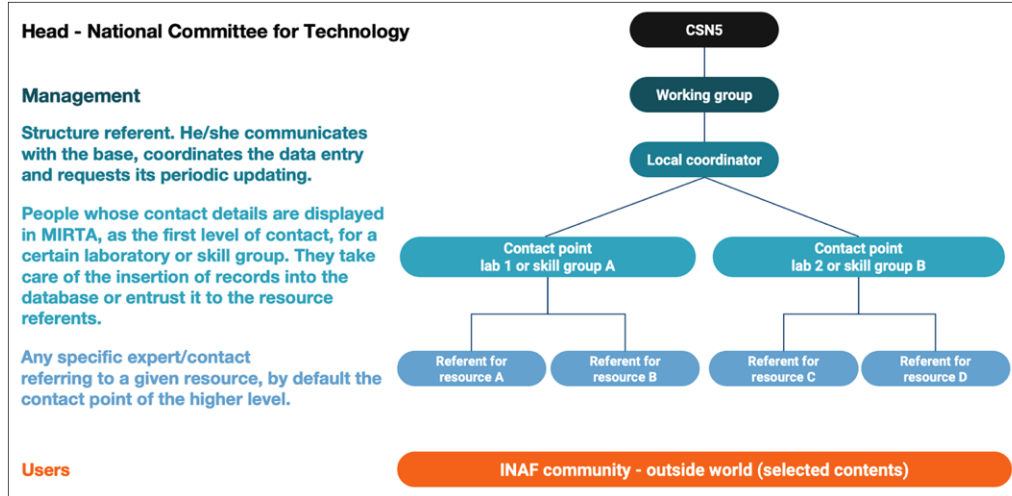 Head - National Committee for Technology
CSN5
Management
Working group
Structure referent. He/she communicates
with the base, coordinates the data entry
and requests its periodic updating.
Local coordinator
People whose contact details are displayed
in MIRTA, as the first level of contact, for a
certain laboratory or skill group. They take
care of the insertion of records into the
database or entrust it to the resource
referents.
Contact point
lab 1 or skill group A
Contact point
lab 2 or skill group B
Any specific expert/contact
referring to a given resource, by default the
contact point of the higher level.
Referent for
resource A
Referent for
resource B
Referent for
resource C
Referent for
resource D
Users
INAF community - outside world (selected contents)